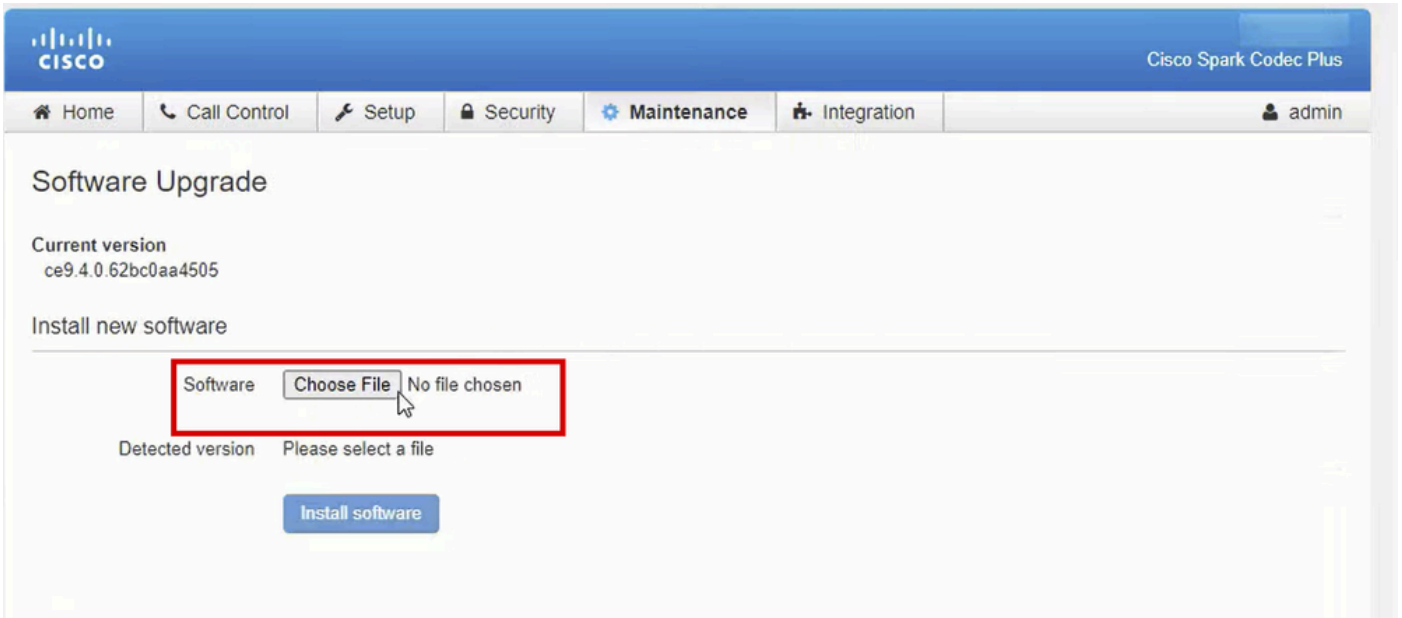 CISCO
Cisco Spark Codec Plus
Home Call Control Setup Security Maintenance Integration admin
Software Upgrade
Current version
ce9.4.0.62bc0aa4505
Install new software
Software Choose File No file chosen
Detected version Please select a file
Install software